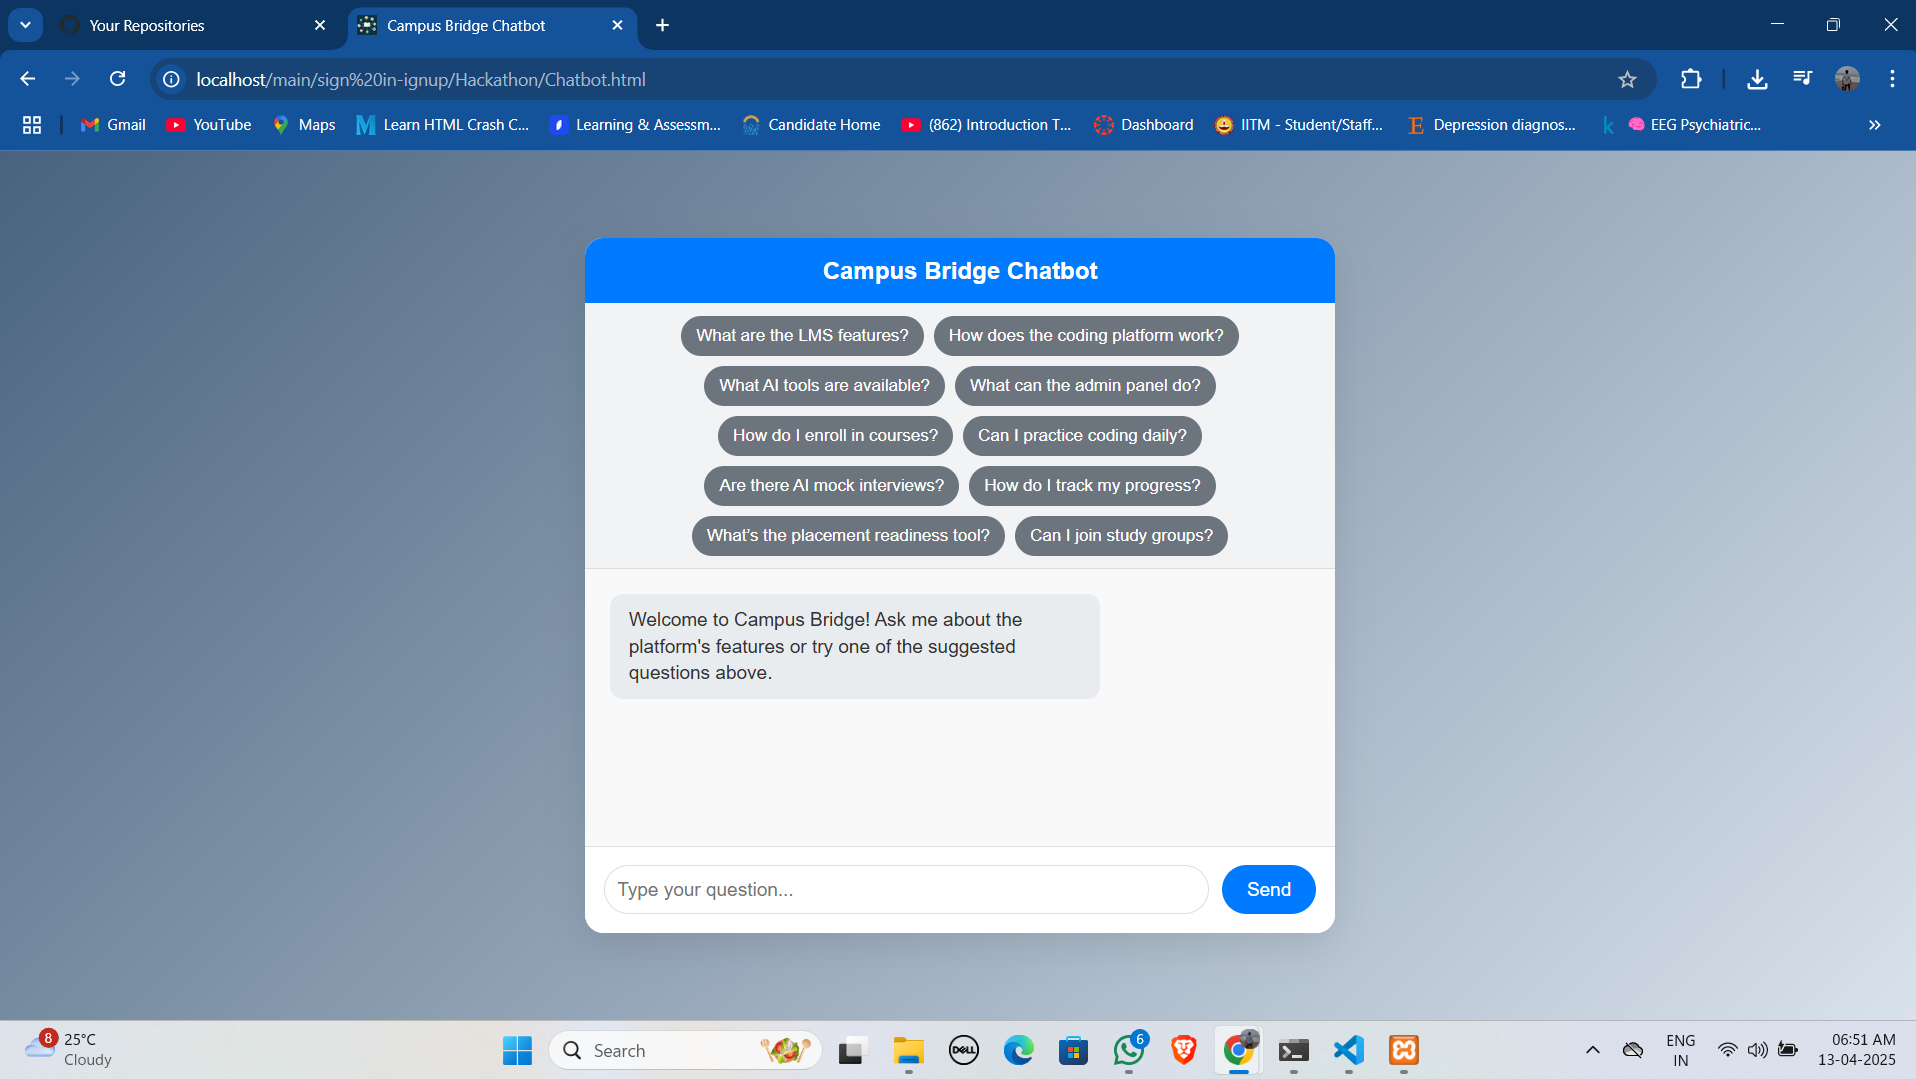 Your Repositories
Campus Bridge Chatbot
localhost/main/sign%20in-ignup/Hackathon/Chatbot.html
Gmail
YouTube
Maps
Learn HTML Crash C...
Learning & Assessm...
Candidate Home
(862) Introduction T...
Dashboard
IITM - Student/Staff...
Depression diagnos...
EEG Psychiatric...
Campus Bridge Chatbot
What are the LMS features?
How does the coding platform work?
What AI tools are available?
What can the admin panel do?
How do I enroll in courses?
Can I practice coding daily?
Are there AI mock interviews?
How do I track my progress?
What's the placement readiness tool?
Can I join study groups?
Welcome to Campus Bridge! Ask me about the
platform's features or try one of the suggested
questions above.
Type your question...
Send
8
25°C
Cloudy
Search
DELL
6
ENG
IN
06:51 AM
13-04-2025